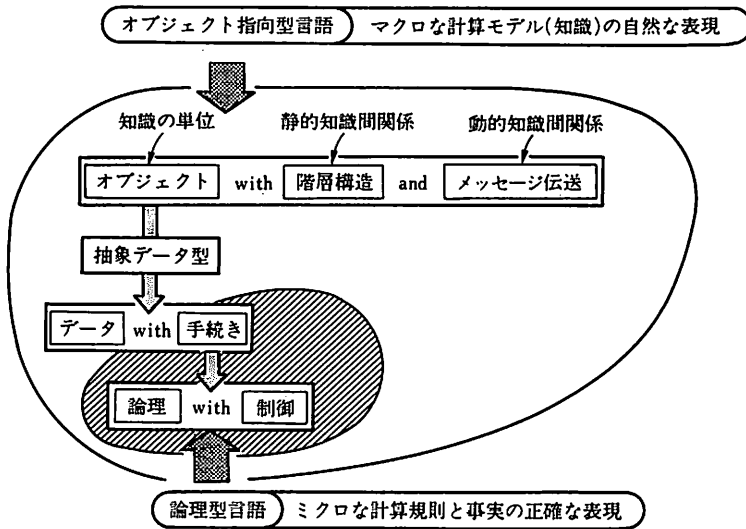 オブジェクト指向型言語 マクロな計算モデル(知識)の自然な表現
知識の単位 静的知識間関係 動的知識間関係
オブジェクト with 階層構造 and メッセージ伝送
抽象データ型
データ with 手続き
論理 with 制御
論理型言語 ミクロな計算規則と事実の正確な表現